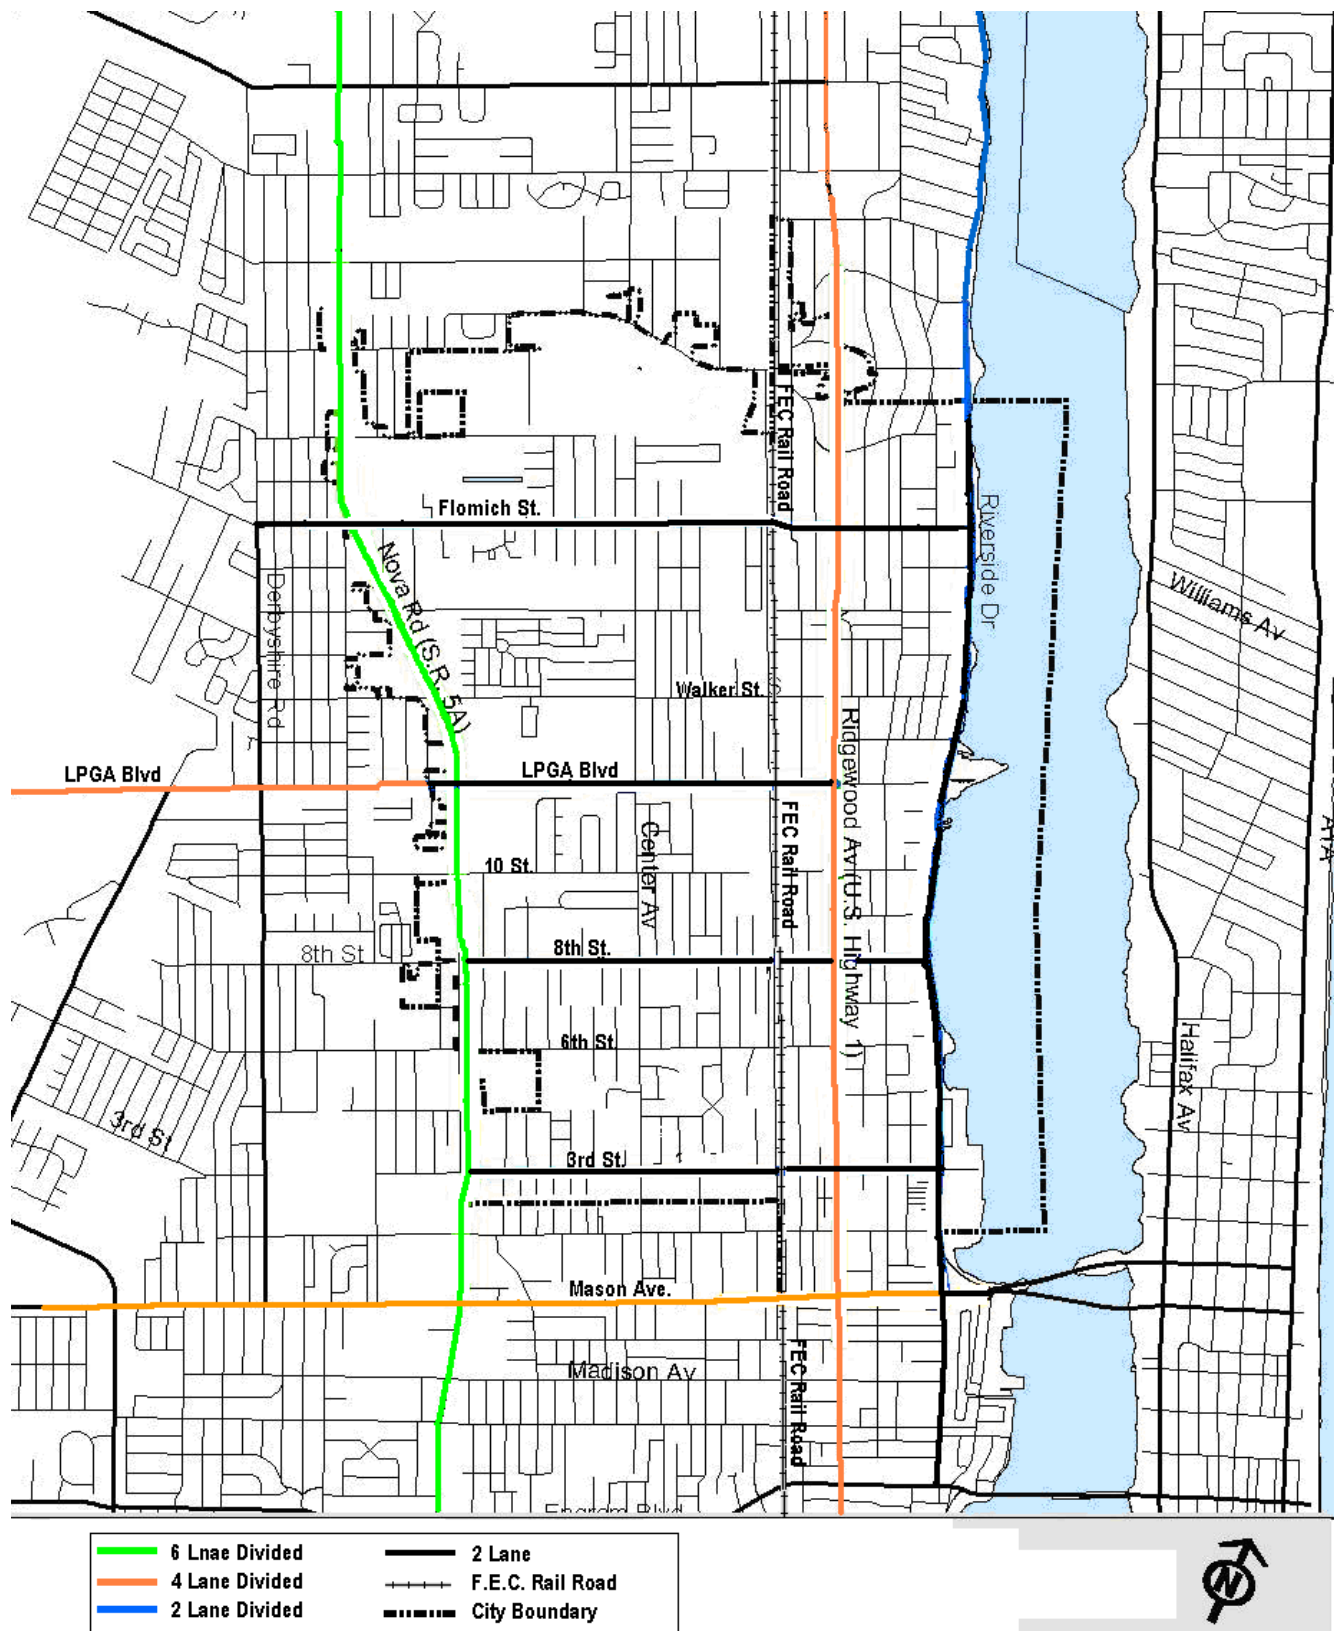 FEC Rail Road
Flomich St.
Riverside Dr
Nova Rd (S.R. 5A)
Derbyshire Rd
Williams Av
Walker St.
Ridgewood Av.(U.S. Highway 1)
LPGA Blvd
LPGA Blvd
FEC Rail Road
Center Av
A1A
10 St.
8th St
8th St.
6th St
Halifax Av
3rd St
3rd St.
Mason Ave.
Madison Av
FEC Rail Road
6 Lnae Divided
2 Lane
4 Lane Divided
F.E.C. Rail Road
2 Lane Divided
City Boundary
N